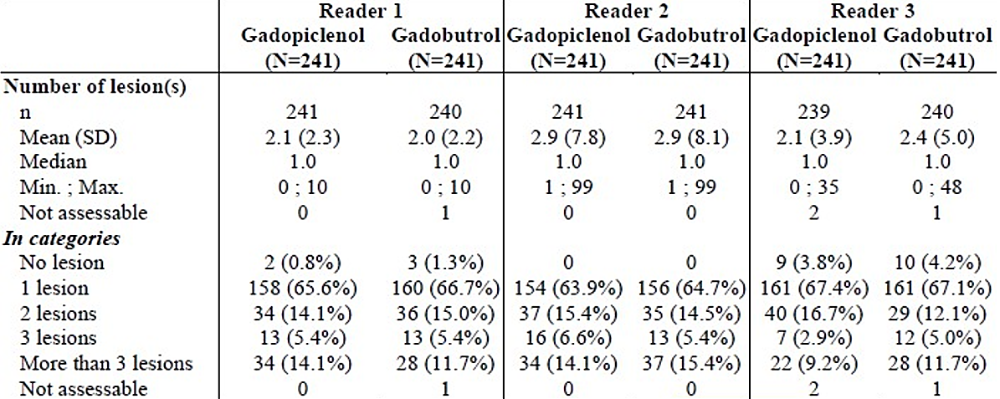 Reader 1 Reader 2 Reader 3
Gadopiclenol Gadobutrol Gadopiclenol Gadobutrol Gadopiclenol Gadobutrol
(N=241) (N=241) (N=241) (N=241) (N=241) (N=241)
Number of lesion(s)
n 241 240 241 241 239 240
Mean (SD) 2.1 (2.3) 2.0 (2.2) 2.9 (7.8) 2.9 (8.1) 2.1 (3.9) 2.4 (5.0)
Median 1.0 1.0 1.0 1.0 1.0 1.0
Min. ; Max. 0 ; 10 0 ; 10 1 ; 99 1 ; 99 0 ; 35 0 ; 48
Not assessable 0 1 0 0 2 1
In categories
No lesion 2 (0.8%) 3 (1.3%) 0 0 9 (3.8%) 10 (4.2%)
1 lesion 158 (65.6%) 160 (66.7%) 154 (63.9%) 156 (64.7%) 161 (67.4%) 161 (67.1%)
2 lesions 34 (14.1%) 36 (15.0%) 37 (15.4%) 35 (14.5%) 40 (16.7%) 29 (12.1%)
3 lesions 13 (5.4%) 13 (5.4%) 16 (6.6%) 13 (5.4%) 7 (2.9%) 12 (5.0%)
More than 3 lesions 34 (14.1%) 28 (11.7%) 34 (14.1%) 37 (15.4%) 22 (9.2%) 28 (11.7%)
Not assessable 0 1 0 0 2 1